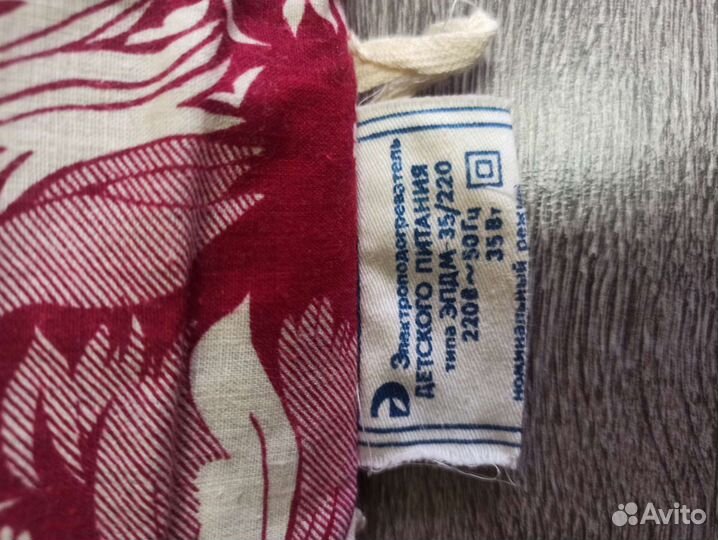 Электроподогреватель
ДЕТСКОГО ПИТАНИЯ
типа ЭПДМ-35/220
220В~50Гц
35Вт
номинальный режим
Avito